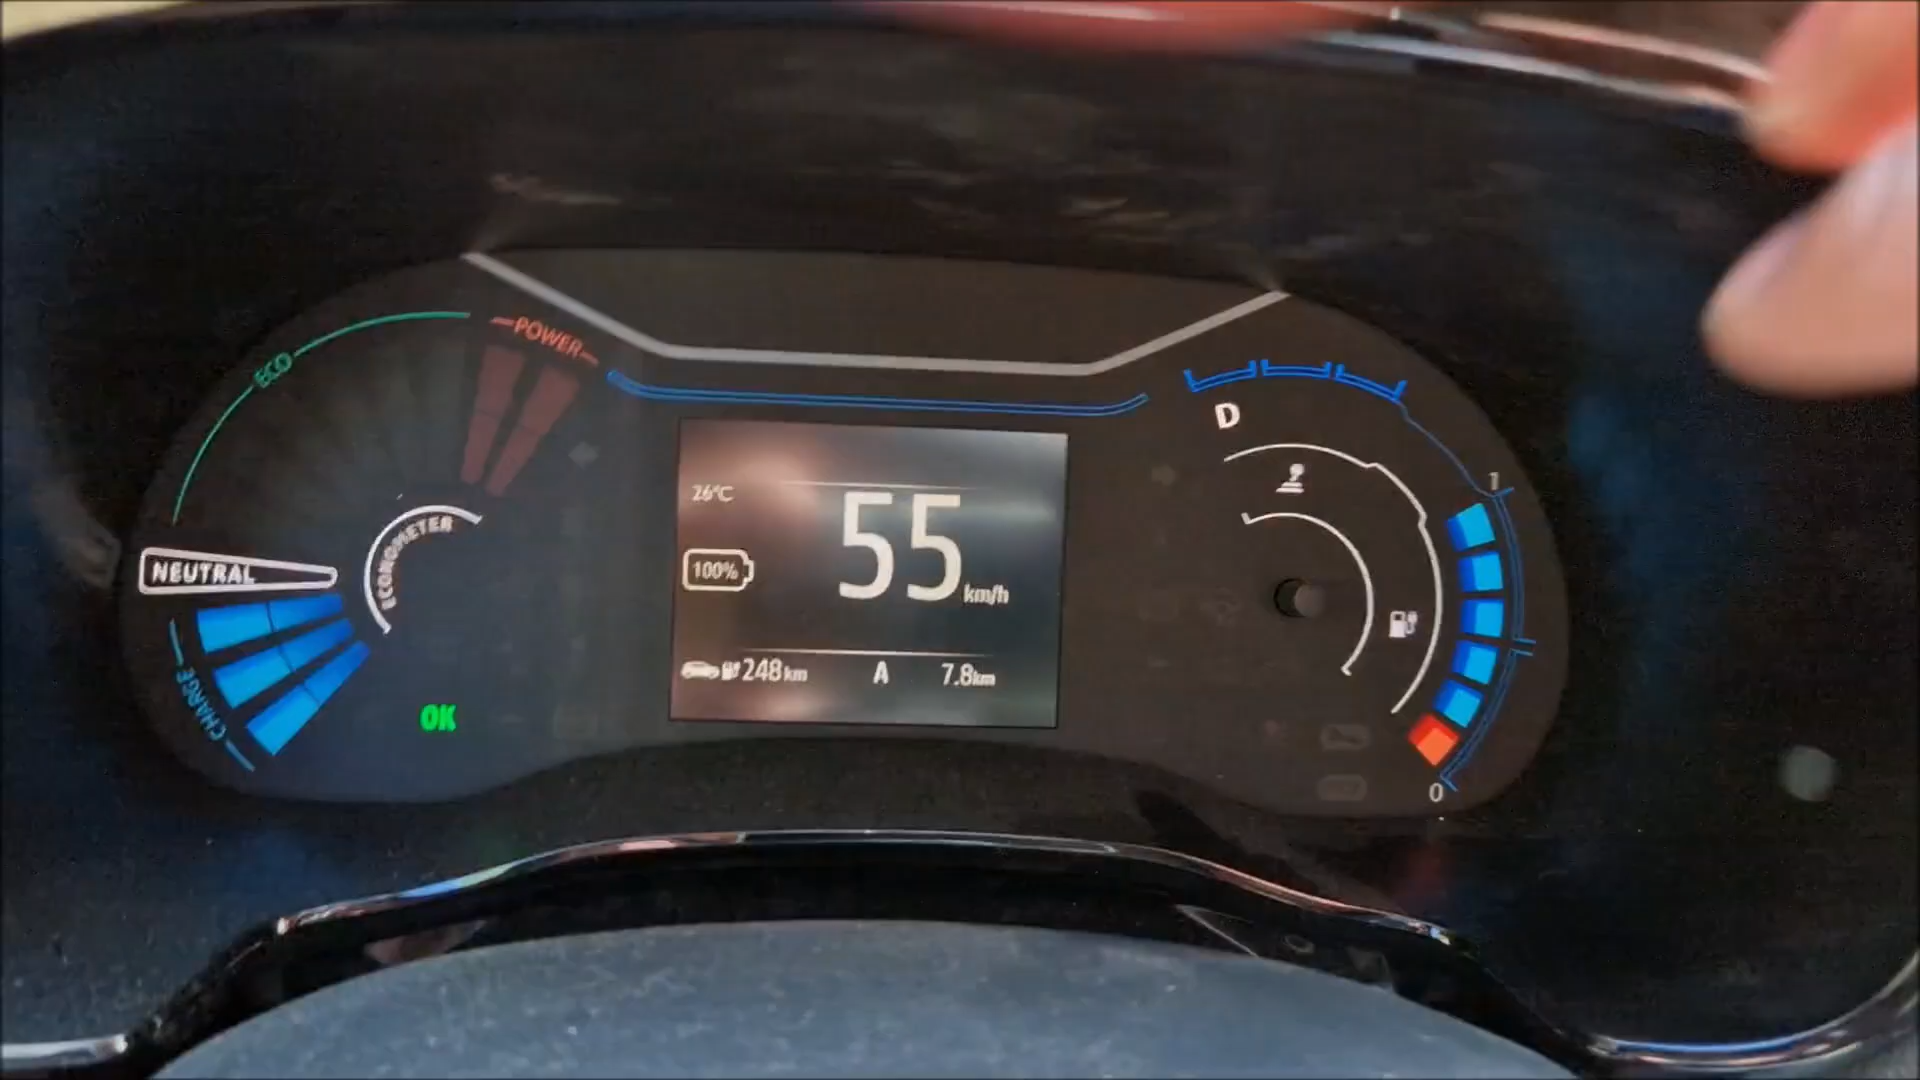 ECO
POWER
ECONOMETER
NEUTRAL
CHARGE
OK
26°C
100%
55 km/h
248 km
A
7.8 km
D
1
0